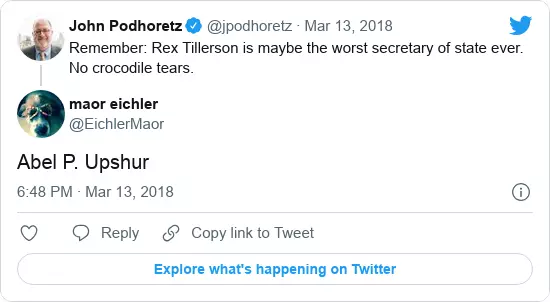 John Podhoretz @jpodhoretz · Mar 13, 2018
Remember: Rex Tillerson is maybe the worst secretary of state ever.
No crocodile tears.
maor eichler
@EichlerMaor
Abel P. Upshur
6:48 PM · Mar 13, 2018
Reply Copy link to Tweet
Explore what's happening on Twitter